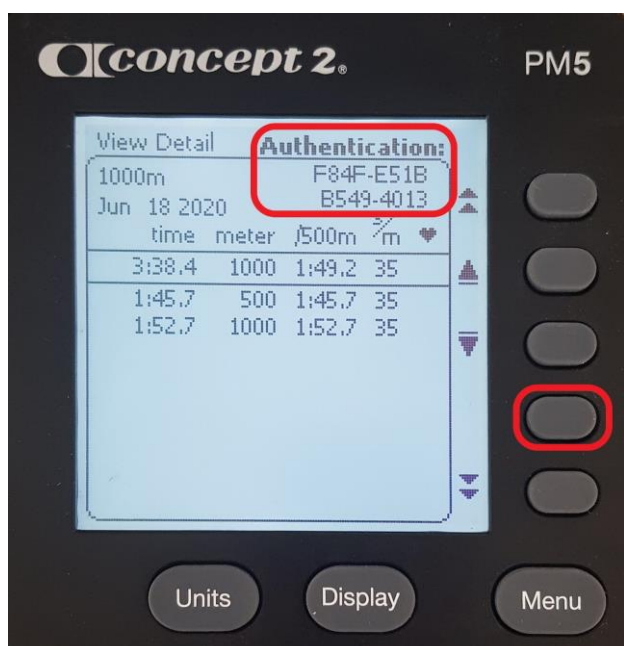 concept 2®
PM5
View Detail Authentication:
1000m F84F-E51B
Jun 18 2020 B549-4013
time meter /500m s/m ♥
3:38.4 1000 1:49.2 35
1:45.7 500 1:45.7 35
1:52.7 1000 1:52.7 35
Units Display Menu